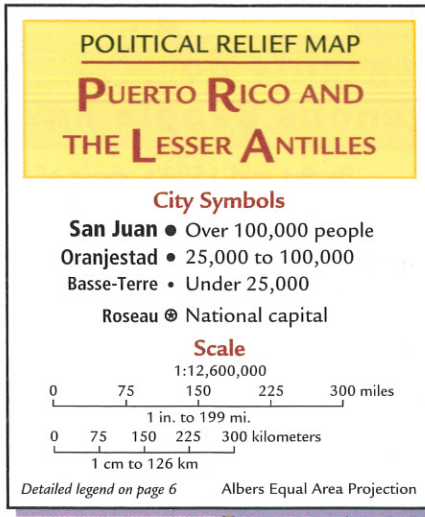 POLITICAL RELIEF MAP
PUERTO RICO AND
THE LESSER ANTILLES
City Symbols
San Juan ● Over 100,000 people
Oranjestad • 25,000 to 100,000
Basse-Terre • Under 25,000
Roseau ✪ National capital
Scale
1:12,600,000
0 75 150 225 300 miles
1 in. to 199 mi.
0 75 150 225 300 kilometers
1 cm to 126 km
Detailed legend on page 6 Albers Equal Area Projection